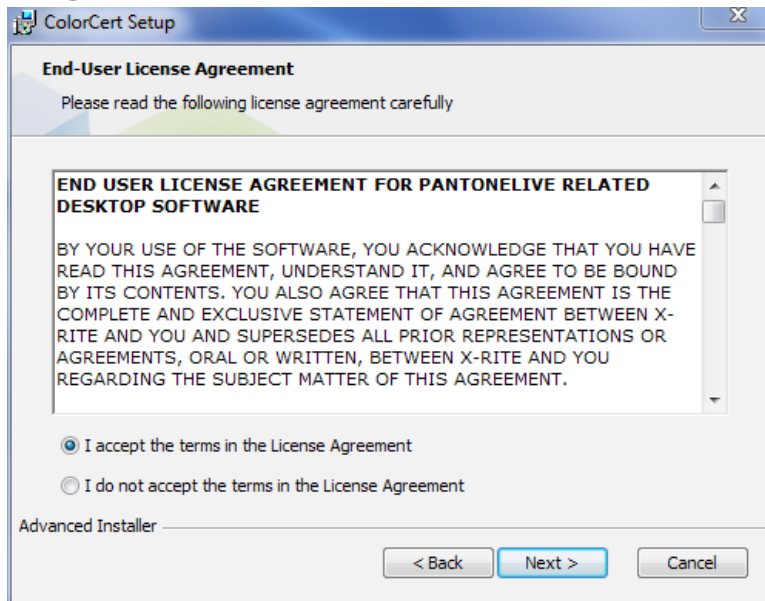 ColorCert Setup
End-User License Agreement
Please read the following license agreement carefully
END USER LICENSE AGREEMENT FOR PANTONELIVE RELATED
DESKTOP SOFTWARE
BY YOUR USE OF THE SOFTWARE, YOU ACKNOWLEDGE THAT YOU HAVE
READ THIS AGREEMENT, UNDERSTAND IT, AND AGREE TO BE BOUND
BY ITS CONTENTS. YOU ALSO AGREE THAT THIS AGREEMENT IS THE
COMPLETE AND EXCLUSIVE STATEMENT OF AGREEMENT BETWEEN X-
RITE AND YOU AND SUPERSEDES ALL PRIOR REPRESENTATIONS OR
AGREEMENTS, ORAL OR WRITTEN, BETWEEN X-RITE AND YOU
REGARDING THE SUBJECT MATTER OF THIS AGREEMENT.
I accept the terms in the License Agreement
I do not accept the terms in the License Agreement
Advanced Installer
< Back Next > Cancel